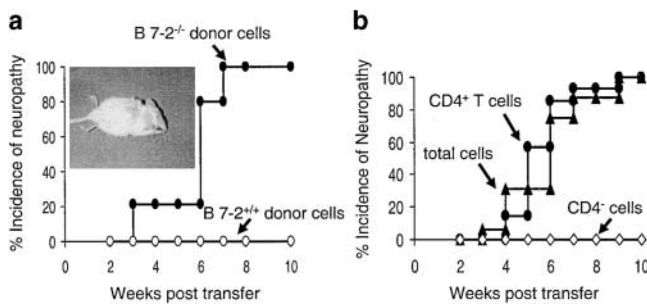 a
B 7-2-/- donor cells
% Incidence of neuropathy
100
80
60
40
20
0
B 7-2+/+ donor cells
0 2 4 6 8 10
Weeks post transfer
b
% Incidence of Neuropathy
100
80
60
40
20
0
CD4+ T cells
total cells
CD4- cells
0 2 4 6 8 10
Weeks post transfer